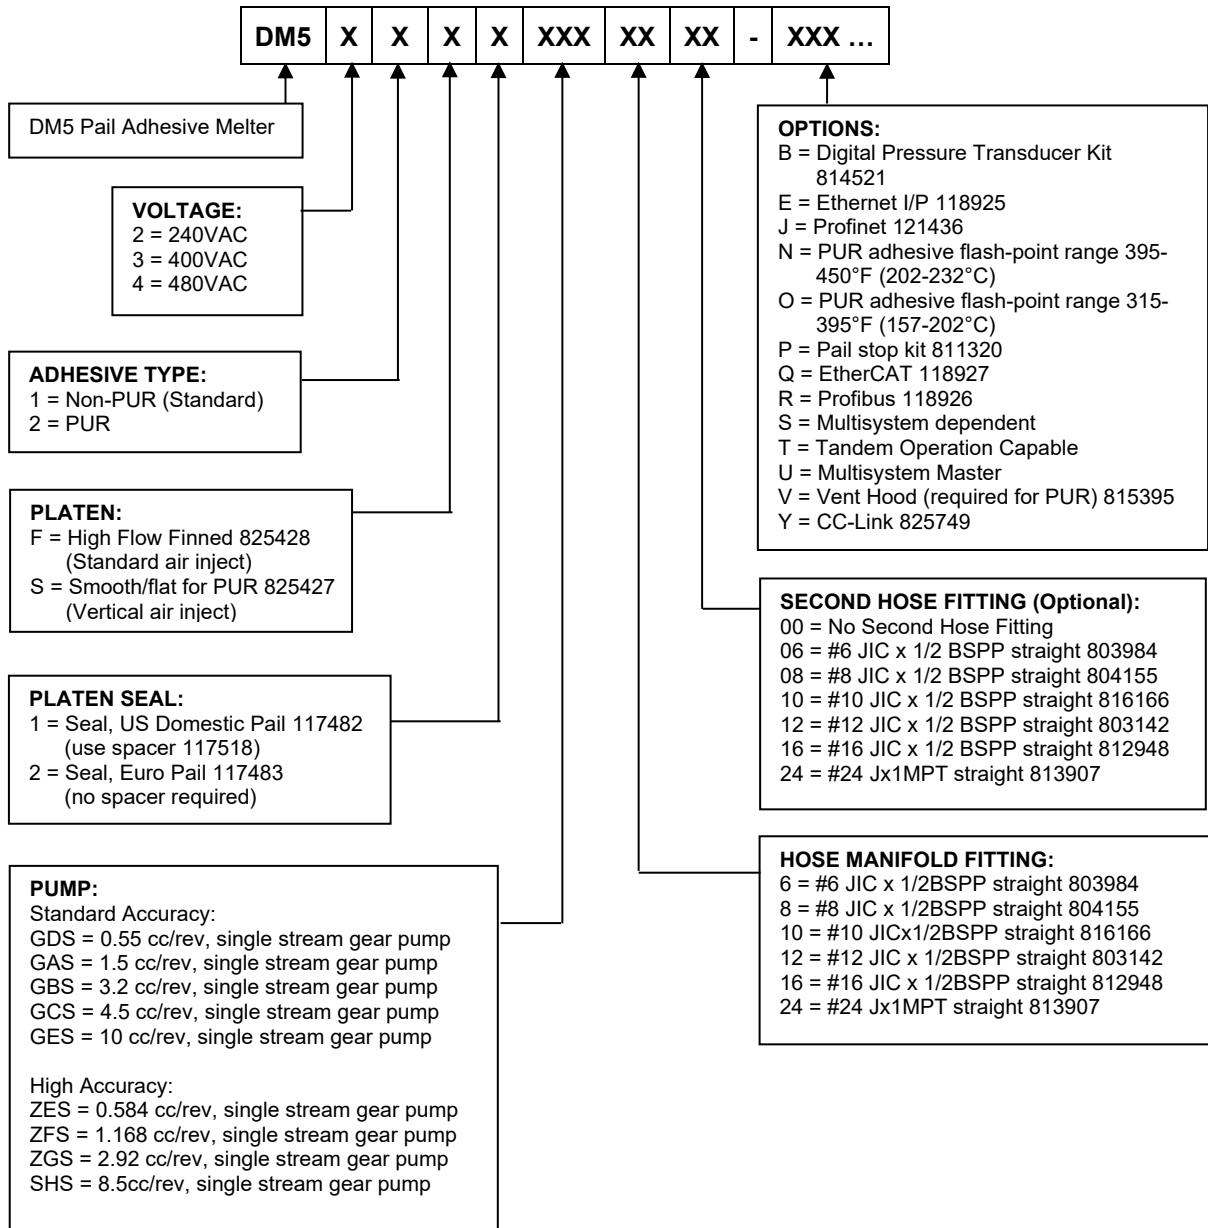 DM5 X X X X XXX XX XX - XXX ...
DM5 Pail Adhesive Melter
VOLTAGE:
2 = 240VAC
3 = 400VAC
4 = 480VAC
ADHESIVE TYPE:
1 = Non-PUR (Standard)
2 = PUR
PLATEN:
F = High Flow Finned 825428
(Standard air inject)
S = Smooth/flat for PUR 825427
(Vertical air inject)
PLATEN SEAL:
1 = Seal, US Domestic Pail 117482
(use spacer 117518)
2 = Seal, Euro Pail 117483
(no spacer required)
PUMP:
Standard Accuracy:
GDS = 0.55 cc/rev, single stream gear pump
GAS = 1.5 cc/rev, single stream gear pump
GBS = 3.2 cc/rev, single stream gear pump
GCS = 4.5 cc/rev, single stream gear pump
GES = 10 cc/rev, single stream gear pump
High Accuracy:
ZES = 0.584 cc/rev, single stream gear pump
ZFS = 1.168 cc/rev, single stream gear pump
ZGS = 2.92 cc/rev, single stream gear pump
SHS = 8.5cc/rev, single stream gear pump
OPTIONS:
B = Digital Pressure Transducer Kit
814521
E = Ethernet I/P 118925
J = Profinet 121436
N = PUR adhesive flash-point range 395-
450°F (202-232°C)
O = PUR adhesive flash-point range 315-
395°F (157-202°C)
P = Pail stop kit 811320
Q = EtherCAT 118927
R = Profibus 118926
S = Multisystem dependent
T = Tandem Operation Capable
U = Multisystem Master
V = Vent Hood (required for PUR) 815395
Y = CC-Link 825749
SECOND HOSE FITTING (Optional):
00 = No Second Hose Fitting
06 = #6 JIC x 1/2 BSPP straight 803984
08 = #8 JIC x 1/2 BSPP straight 804155
10 = #10 JIC x 1/2 BSPP straight 816166
12 = #12 JIC x 1/2 BSPP straight 803142
16 = #16 JIC x 1/2 BSPP straight 812948
24 = #24 Jx1MPT straight 813907
HOSE MANIFOLD FITTING:
6 = #6 JIC x 1/2BSPP straight 803984
8 = #8 JIC x 1/2BSPP straight 804155
10 = #10 JICx1/2BSPP straight 816166
12 = #12 JIC x 1/2BSPP straight 803142
16 = #16 JIC x 1/2BSPP straight 812948
24 = #24 Jx1MPT straight 813907